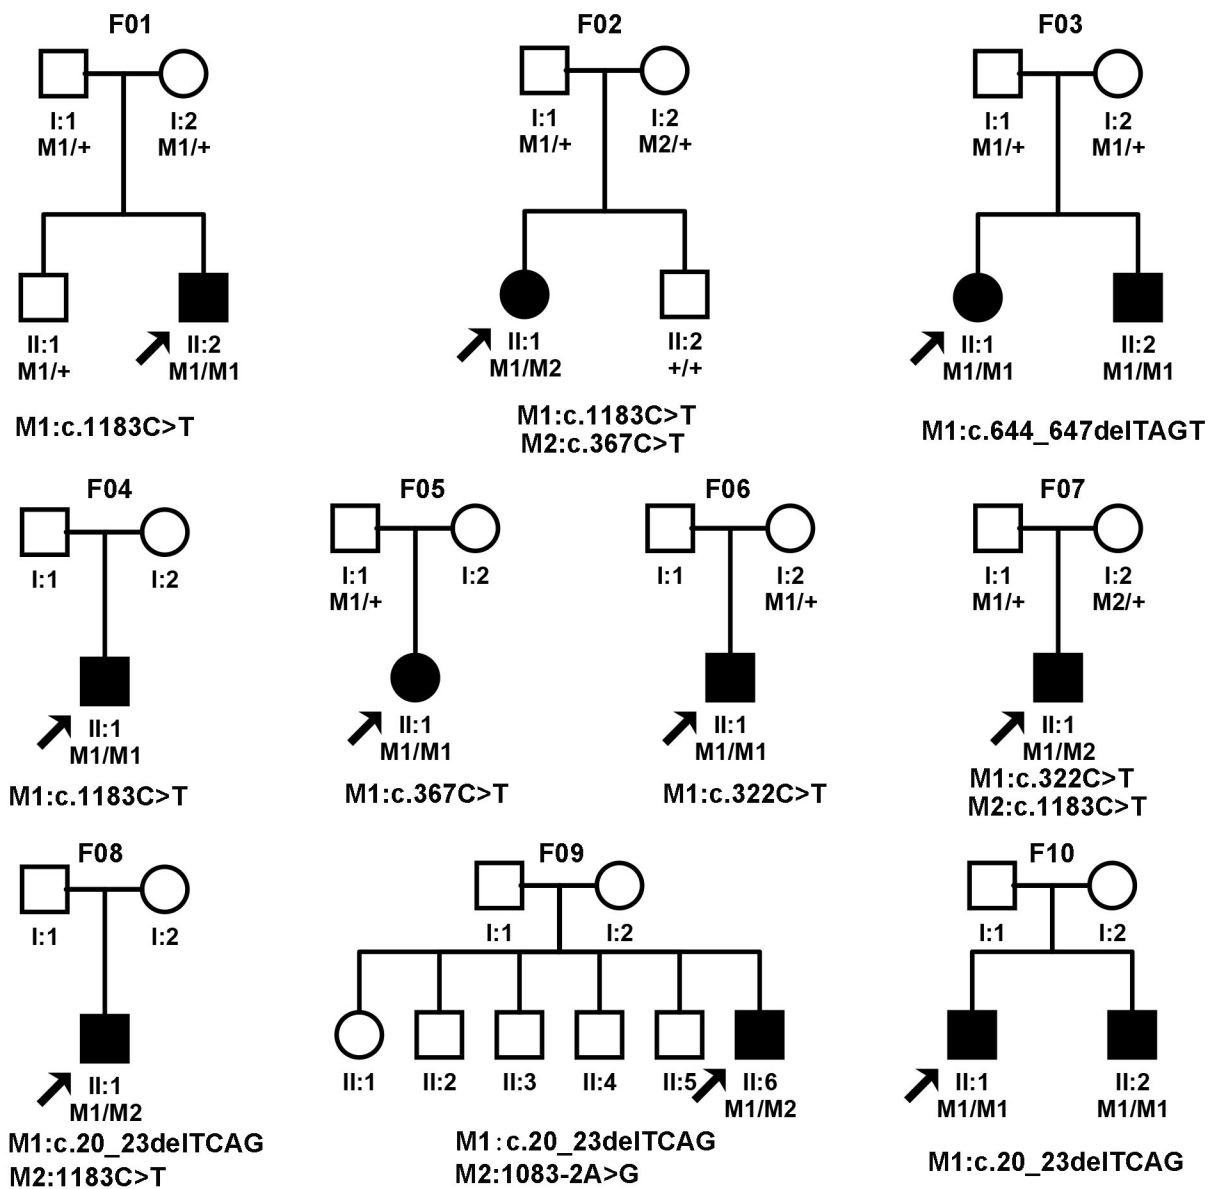 F01
F02
F03
I:1
I:2
I:1
I:2
I:1
I:2
M1/+
M1/+
M1/+
M2/+
M1/+
M1/+
II:1
II:2
II:1
II:2
II:1
II:2
M1/+
M1/M1
M1/M2
+/+
M1/M1
M1/M1
M1:c.1183C>T
M1:c.1183C>T
M2:c.367C>T
M1:c.644_647delTAGT
F04
F05
F06
F07
I:1
I:2
I:1
I:2
I:1
I:2
I:1
I:2
M1/+
M1/+
M1/+
M2/+
II:1
II:1
II:1
II:1
M1/M1
M1/M1
M1/M1
M1/M2
M1:c.1183C>T
M1:c.367C>T
M1:c.322C>T
M1:c.322C>T
M2:c.1183C>T
F08
F09
F10
I:1
I:2
I:1
I:2
I:1
I:2
II:1
II:1
II:2
II:3
II:4
II:5
II:6
II:1
II:2
M1/M2
M1/M2
M1/M1
M1/M1
M1:c.20_23delTCAG
M2:1183C>T
M1:c.20_23delTCAG
M2:1083-2A>G
M1:c.20_23delTCAG